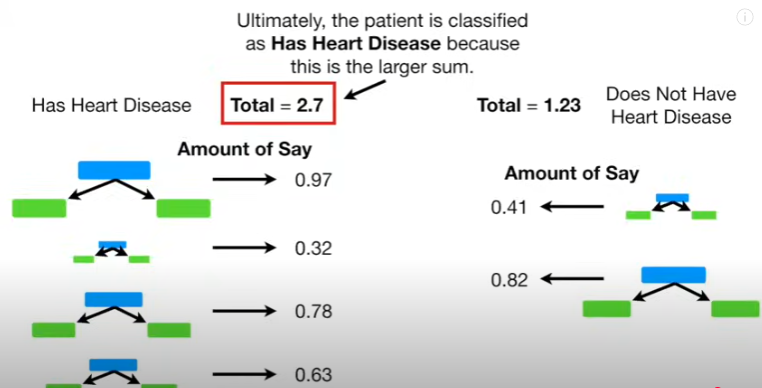 Ultimately, the patient is classified
as Has Heart Disease because
this is the larger sum.
Has Heart Disease
Total = 2.7
Total = 1.23
Does Not Have
Heart Disease
Amount of Say
0.97
0.32
0.78
0.63
Amount of Say
0.41
0.82